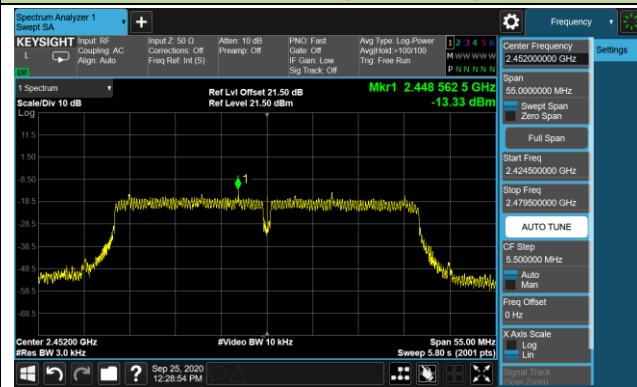 Spectrum Analyzer 1
Swept SA
Frequency
KEYSIGHT Input: RF Input Z: 50 Ω Atten: 10 dB PNO: Fast Avg Type: Log-Power 1 2 3 4 5 6
L Coupling: AC Corrections: Off Preamp: Off Gate: Off Avg|Hold:>100/100 M W W W W W
Align: Auto Freq Ref: Int (S) IF Gain: Low Trig: Free Run
Sig Track: Off P N N N N N
1 Spectrum
Ref Lvl Offset 21.50 dB Mkr1 2.448 562 5 GHz
Scale/Div 10 dB Ref Level 21.50 dBm -13.33 dBm
Log
11.5
1.50
-8.50
-18.5
-28.5
-38.5
-48.5
-58.5
-68.5
1
Center 2.45200 GHz #Video BW 10 kHz Span 55.00 MHz
#Res BW 3.0 kHz Sweep 5.80 s (2001 pts)
Sep 25, 2020
12:28:54 PM
Center Frequency
2.452000000 GHz
Settings
Span
55.0000000 MHz
Swept Span
Zero Span
Full Span
Start Freq
2.424500000 GHz
Stop Freq
2.479500000 GHz
AUTO TUNE
CF Step
5.500000 MHz
Auto
Man
Freq Offset
0 Hz
X Axis Scale
Log
Lin
Signal Track
(Span Zoom)